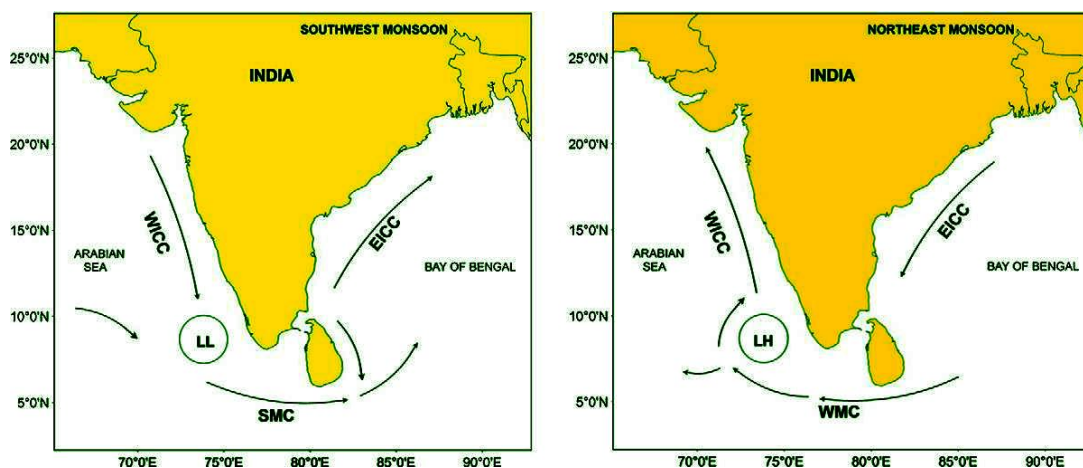 SOUTHWEST MONSOON
25°0'N
INDIA
20°0'N
15°0'N
WICC
EICC
ARABIAN
SEA
BAY OF BENGAL
10°0'N
LL
5°0'N
SMC
70°0'E 75°0'E 80°0'E 85°0'E 90°0'E
NORTHEAST MONSOON
25°0'N
INDIA
20°0'N
15°0'N
WICC
EICC
ARABIAN
SEA
BAY OF BENGAL
10°0'N
LH
5°0'N
WMC
70°0'E 75°0'E 80°0'E 85°0'E 90°0'E